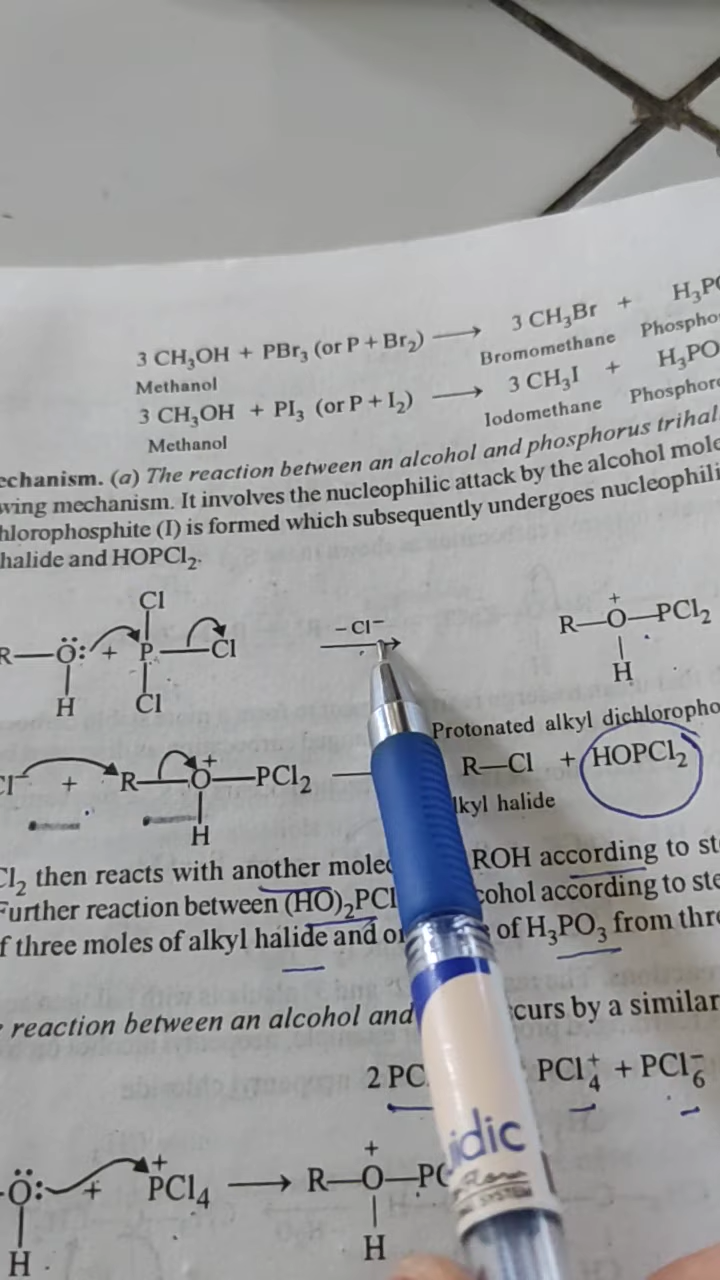 3 CH₃OH + PBr₃ (or P + Br₂) ⟶ 3 CH₃Br + H₃P
Methanol Bromomethane Phospho
3 CH₃OH + PI₃ (or P + I₂) ⟶ 3 CH₃I + H₃PO
Methanol Iodomethane Phosphor
echanism. (a) The reaction between an alcohol and phosphorus trihal
wing mechanism. It involves the nucleophilic attack by the alcohol mole
hlorophosphite (I) is formed which subsequently undergoes nucleophili
halide and HOPCl₂.
Cl Cl
R—Ö: + P—Cl –Cl⁻ ⟶ R—O⁺—PCl₂
H Cl H
Protonated alkyl dichloropho
Cl⁻ + R—O⁺—PCl₂ — R—Cl + HOPCl₂
H lkyl halide
Cl₂ then reacts with another molec ROH according to st
Further reaction between (HO)₂PCl cohol according to ste
f three moles of alkyl halide and o of H₃PO₃ from thr
reaction between an alcohol and curs by a similar
2 PC PCl₄⁺ + PCl₆⁻
Ö: + P⁺Cl₄ ⟶ R—O⁺—PC
H H
idic